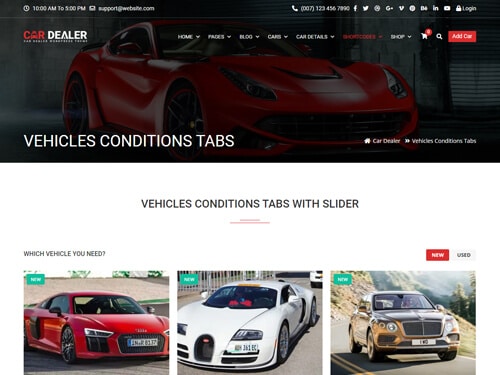 10:00 AM To 5:00 PM support@website.com (007) 123 456 7890 Login
CAR DEALER
CAR DEALER WORDPRESS THEME
HOME PAGES BLOG CARS CAR DETAILS SHORTCODES SHOP 0 Add Car
VEHICLES CONDITIONS TABS
Car Dealer » Vehicles Conditions Tabs
VEHICLES CONDITIONS TABS WITH SLIDER
WHICH VEHICLE YOU NEED? NEW USED
NEW NEW NEW